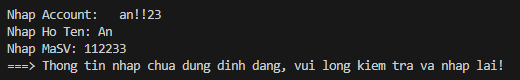 Nhap Account:   an!!23
Nhap Ho Ten: An
Nhap MaSV: 112233
===> Thong tin nhap chua dung dinh dang, vui long kiem tra va nhap lai!